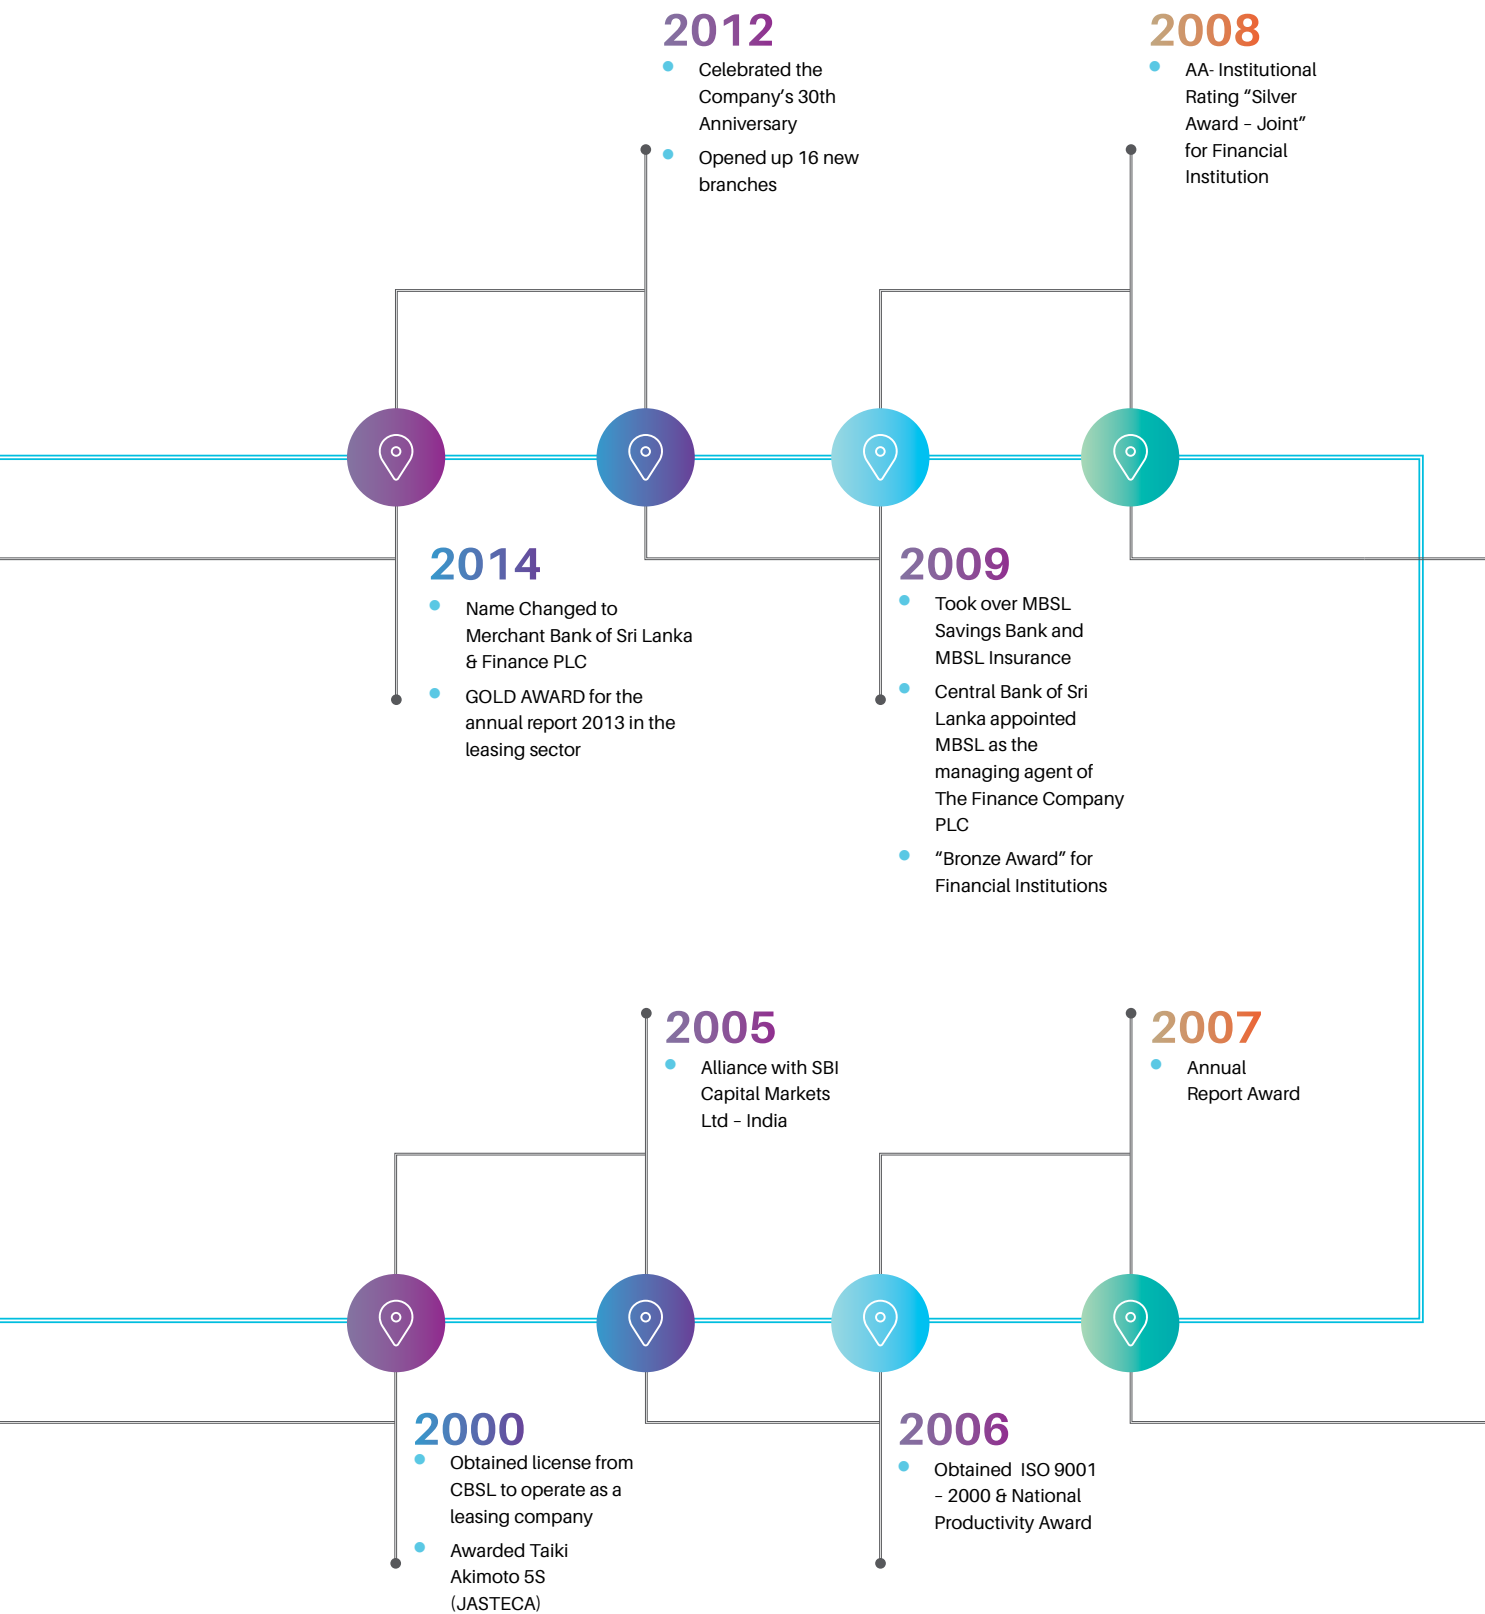 2012
Celebrated the
Company's 30th
Anniversary
Opened up 16 new
branches
2008
AA- Institutional
Rating “Silver
Award – Joint”
for Financial
Institution
2014
Name Changed to
Merchant Bank of Sri Lanka
& Finance PLC
GOLD AWARD for the
annual report 2013 in the
leasing sector
2009
Took over MBSL
Savings Bank and
MBSL Insurance
Central Bank of Sri
Lanka appointed
MBSL as the
managing agent of
The Finance Company
PLC
“Bronze Award” for
Financial Institutions
2005
Alliance with SBI
Capital Markets
Ltd – India
2007
Annual
Report Award
2000
Obtained license from
CBSL to operate as a
leasing company
Awarded Taiki
Akimoto 5S
(JASTECA)
2006
Obtained ISO 9001
– 2000 & National
Productivity Award